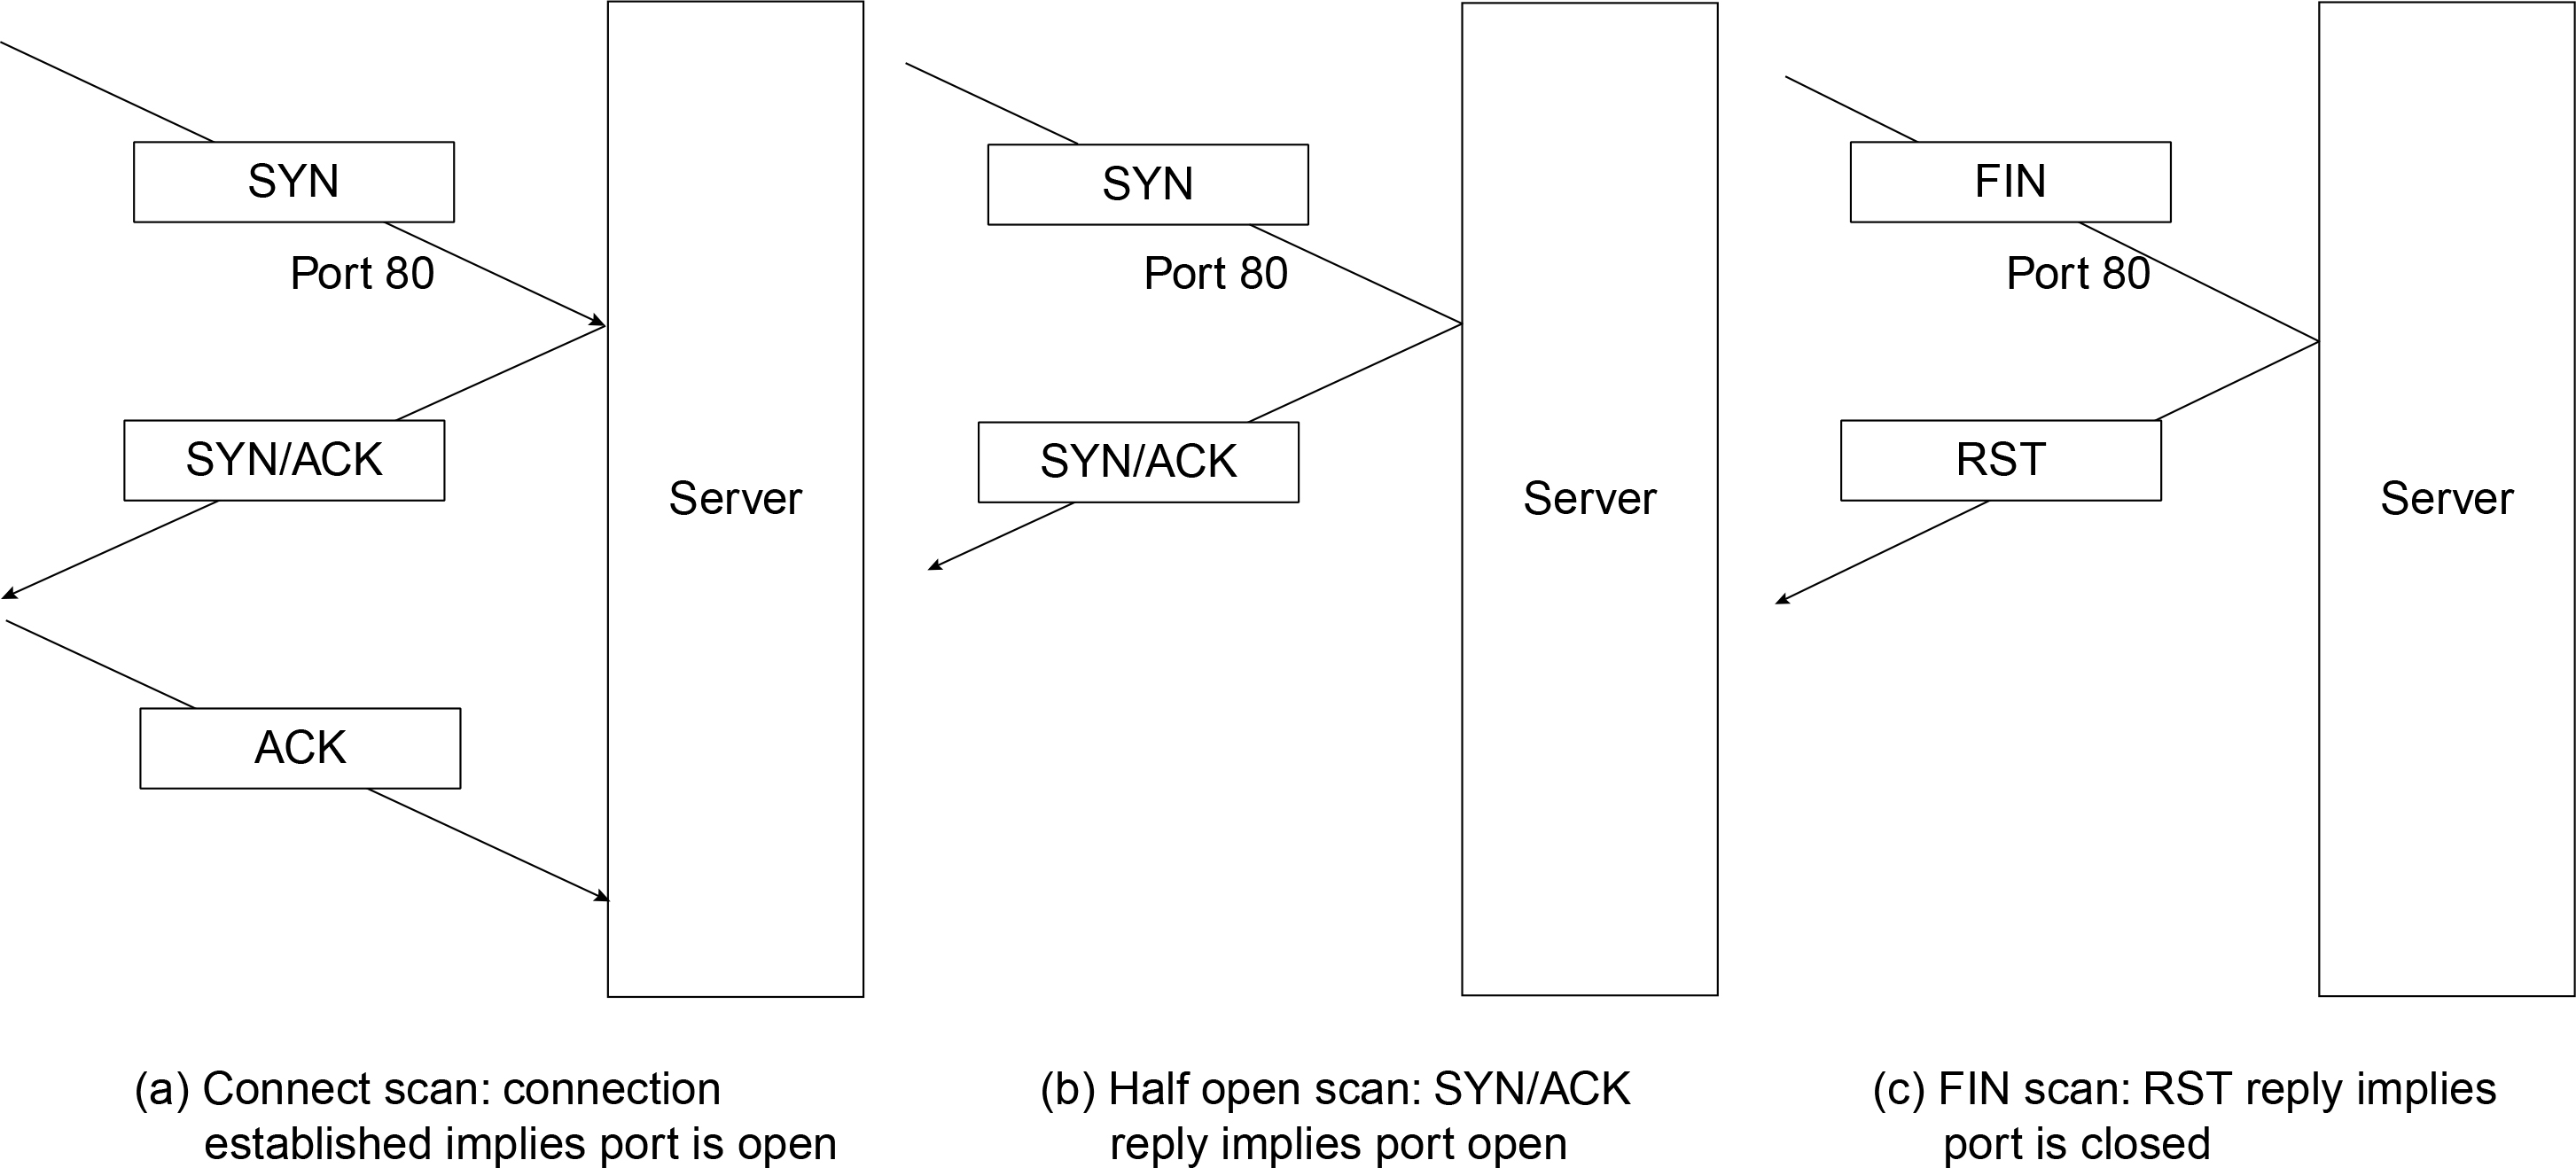 SYN
Port 80
SYN/ACK
Server
ACK
(a) Connect scan: connection
established implies port is open
SYN
Port 80
SYN/ACK
Server
(b) Half open scan: SYN/ACK
reply implies port open
FIN
Port 80
RST
Server
(c) FIN scan: RST reply implies
port is closed